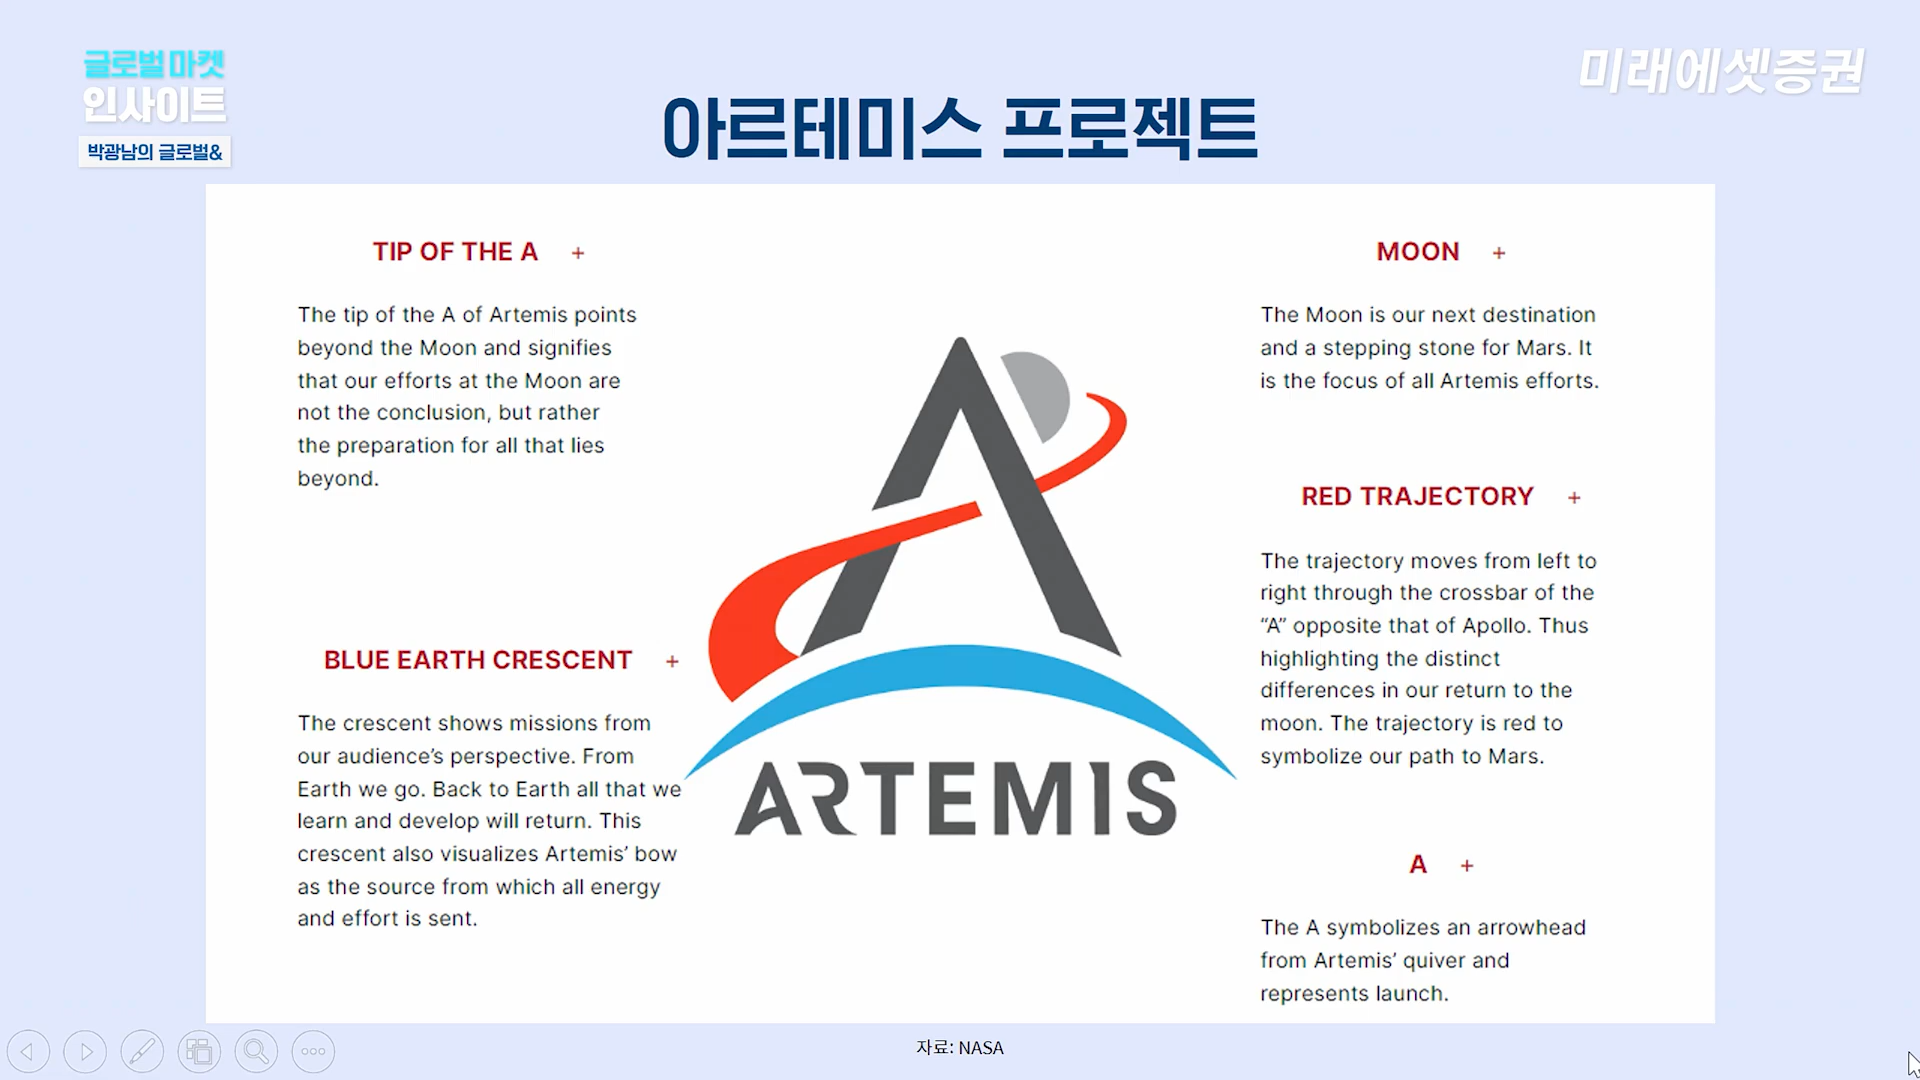 글로벌 마켓
인사이트
박광남의 글로벌&
미래에셋증권
아르테미스 프로젝트
TIP OF THE A +
The tip of the A of Artemis points
beyond the Moon and signifies
that our efforts at the Moon are
not the conclusion, but rather
the preparation for all that lies
beyond.
BLUE EARTH CRESCENT +
The crescent shows missions from
our audience’s perspective. From
Earth we go. Back to Earth all that we
learn and develop will return. This
crescent also visualizes Artemis’ bow
as the source from which all energy
and effort is sent.
ARTEMIS
MOON +
The Moon is our next destination
and a stepping stone for Mars. It
is the focus of all Artemis efforts.
RED TRAJECTORY +
The trajectory moves from left to
right through the crossbar of the
“A” opposite that of Apollo. Thus
highlighting the distinct
differences in our return to the
moon. The trajectory is red to
symbolize our path to Mars.
A +
The A symbolizes an arrowhead
from Artemis’ quiver and
represents launch.
자료: NASA